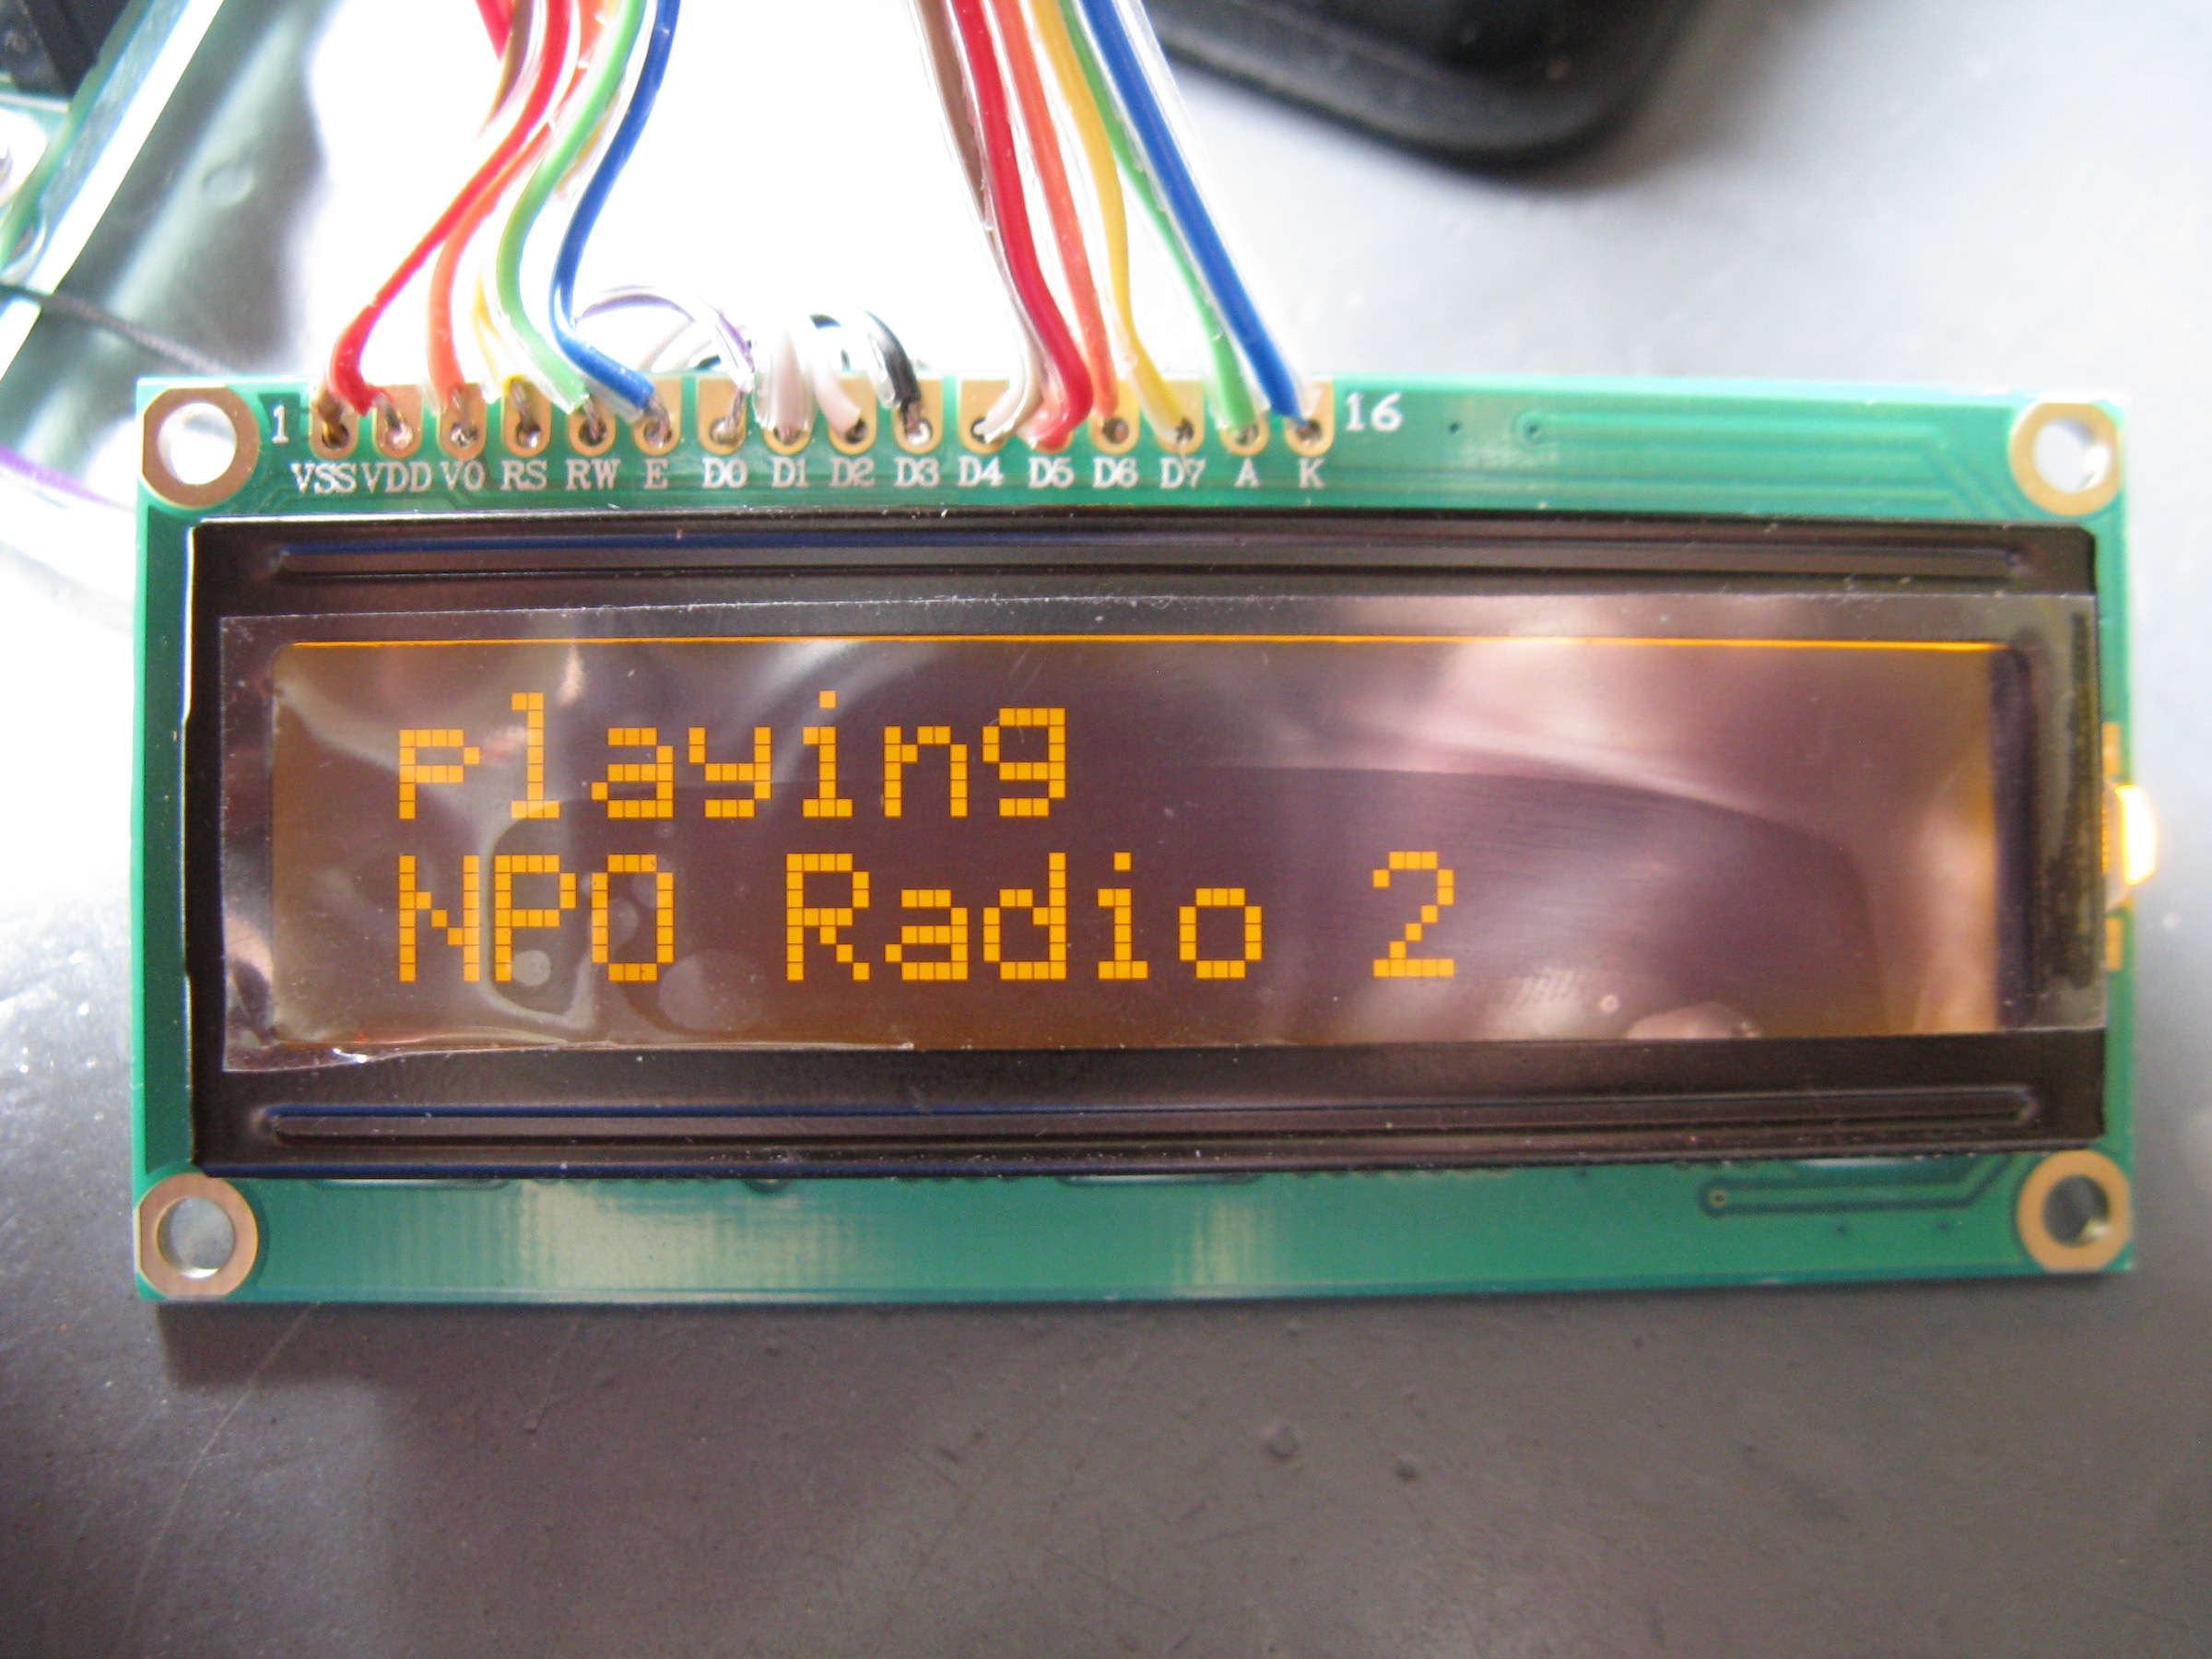 1 16
VSS VDD V0 RS RW E D0 D1 D2 D3 D4 D5 D6 D7 A K
playing
NPO Radio 2